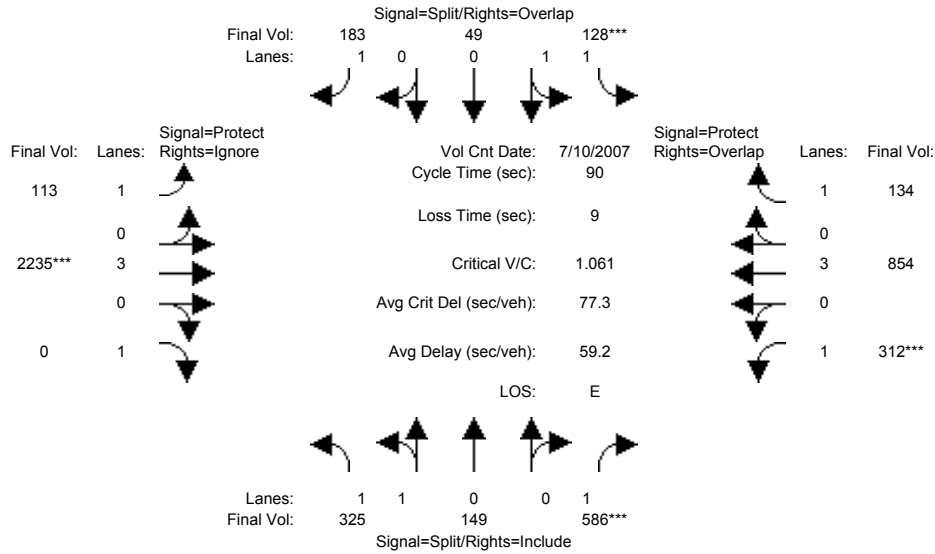 Signal=Split/Rights=Overlap
Final Vol: 183 49 128***
Lanes: 1 0 0 1 1
Signal=Protect
Final Vol: Lanes: Rights=Ignore
Vol Cnt Date: 7/10/2007
Signal=Protect
Rights=Overlap Lanes: Final Vol:
Cycle Time (sec): 90
113 1
1 134
Loss Time (sec): 9
0
0
2235*** 3
Critical V/C: 1.061
3 854
0
Avg Crit Del (sec/veh): 77.3
0
0 1
Avg Delay (sec/veh): 59.2
1 312***
LOS: E
Lanes: 1 1 0 0 1
Final Vol: 325 149 586***
Signal=Split/Rights=Include